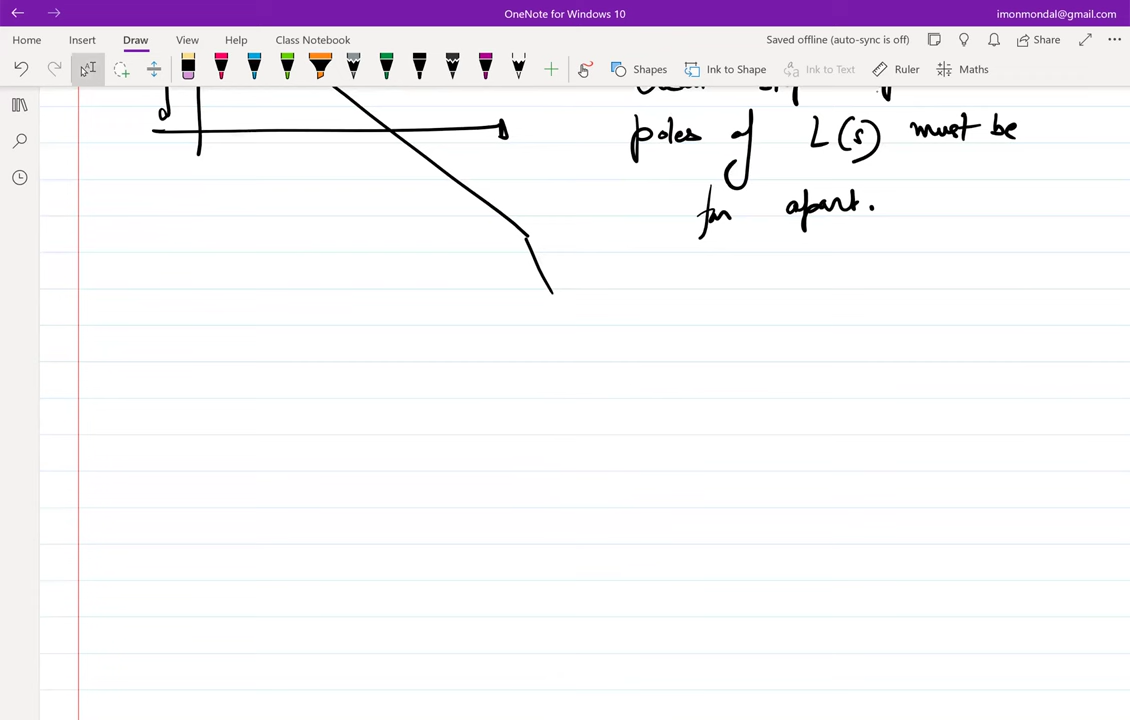 OneNote for Windows 10
imonmondal@gmail.com
Home Insert Draw View Help Class Notebook Saved offline (auto-sync is off) Share
Shapes Ink to Shape Ink to Text Ruler Maths
poles of L(s) must be
far apart.